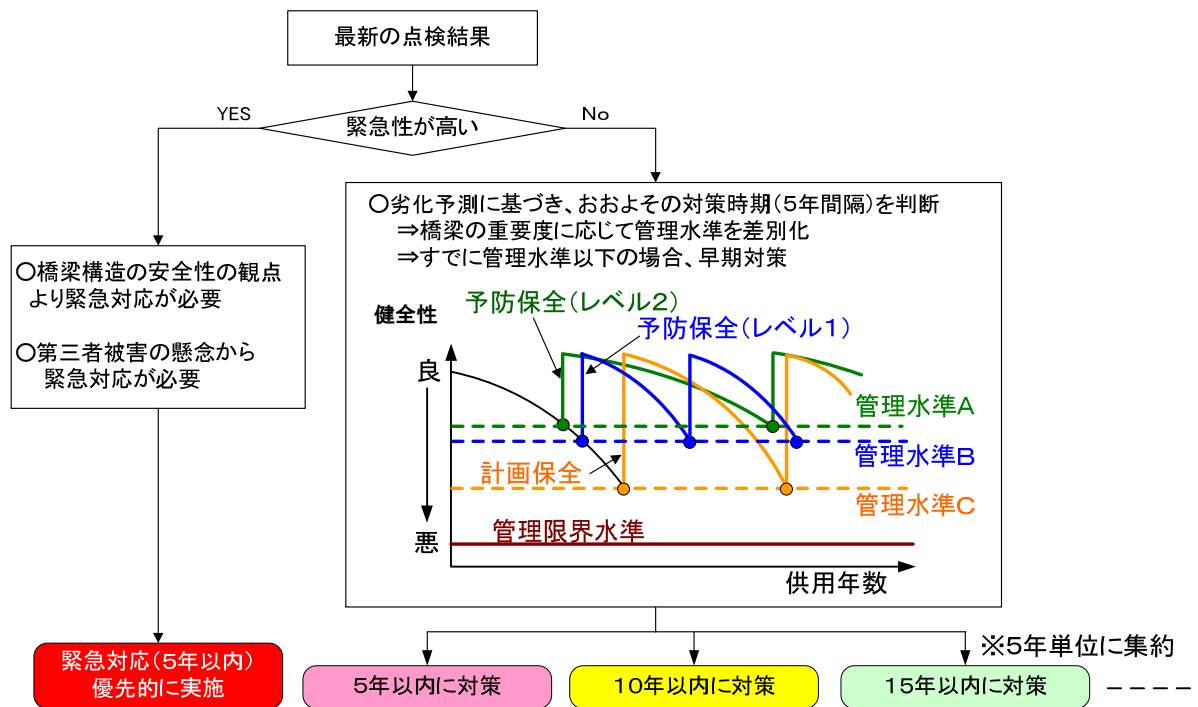 最新の点検結果
緊急性が高い
YES
No
○橋梁構造の安全性の観点
より緊急対応が必要
○第三者被害の懸念から
緊急対応が必要
○劣化予測に基づき、おおよその対策時期(5年間隔)を判断
⇒橋梁の重要度に応じて管理水準を差別化
⇒すでに管理水準以下の場合、早期対策
健全性
予防保全(レベル2)
予防保全(レベル1)
良
管理水準A
管理水準B
計画保全
管理水準C
管理限界水準
悪
供用年数
※5年単位に集約
緊急対応(5年以内)
優先的に実施
5年以内に対策
10年以内に対策
15年以内に対策